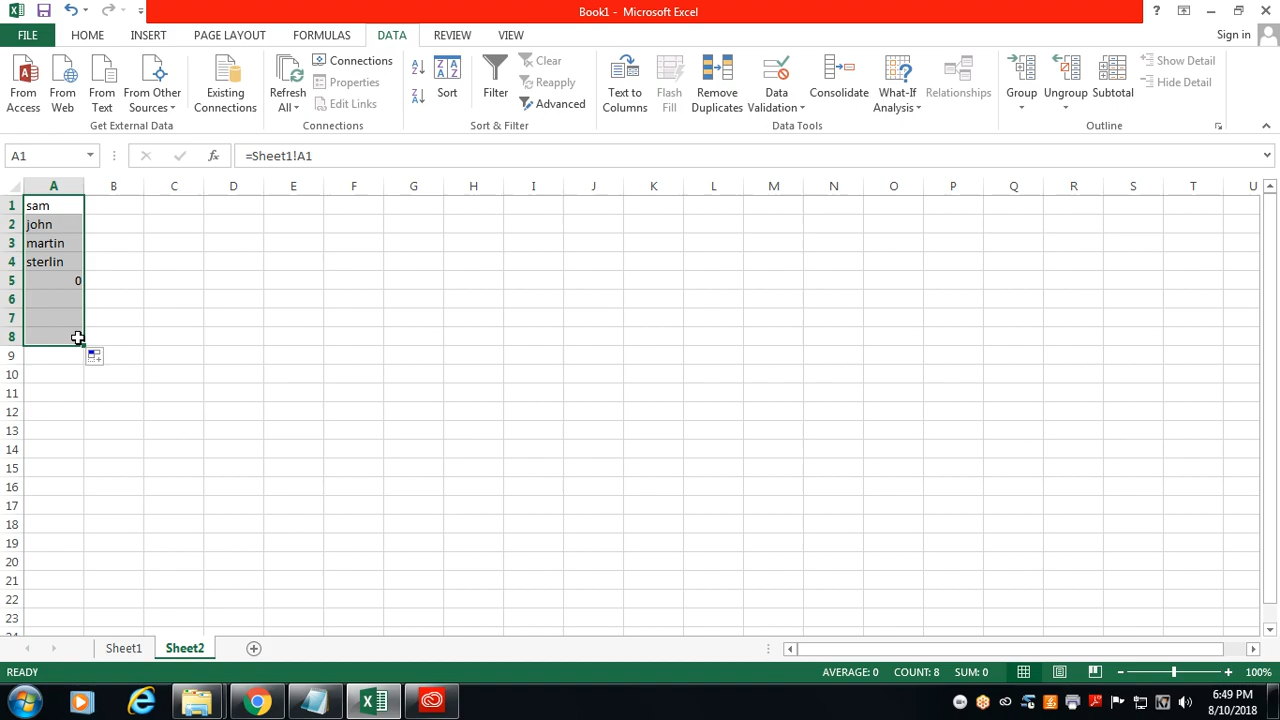 Book1 - Microsoft Excel
?
FILE HOME INSERT PAGE LAYOUT FORMULAS DATA REVIEW VIEW Sign in
From Access
From Web
From Text
From Other Sources
Get External Data
Existing Connections
Refresh All
Connections
Properties
Edit Links
Connections
A Z
Z A
Sort
Filter
Clear
Reapply
Advanced
Sort & Filter
Text to Columns
Flash Fill
Remove Duplicates
Data Validation
Consolidate
What-If Analysis
Relationships
Data Tools
Group
Ungroup
Subtotal
Show Detail
Hide Detail
Outline
A1 fx =Sheet1!A1
A B C D E F G H I J K L M N O P Q R S T U
1 sam
2 john
3 martin
4 sterlin
5 0
6
7
8
9
10
11
12
13
14
15
16
17
18
19
20
21
22
23
24
Sheet1 Sheet2
READY AVERAGE: 0 COUNT: 8 SUM: 0 100%
6:49 PM
8/10/2018